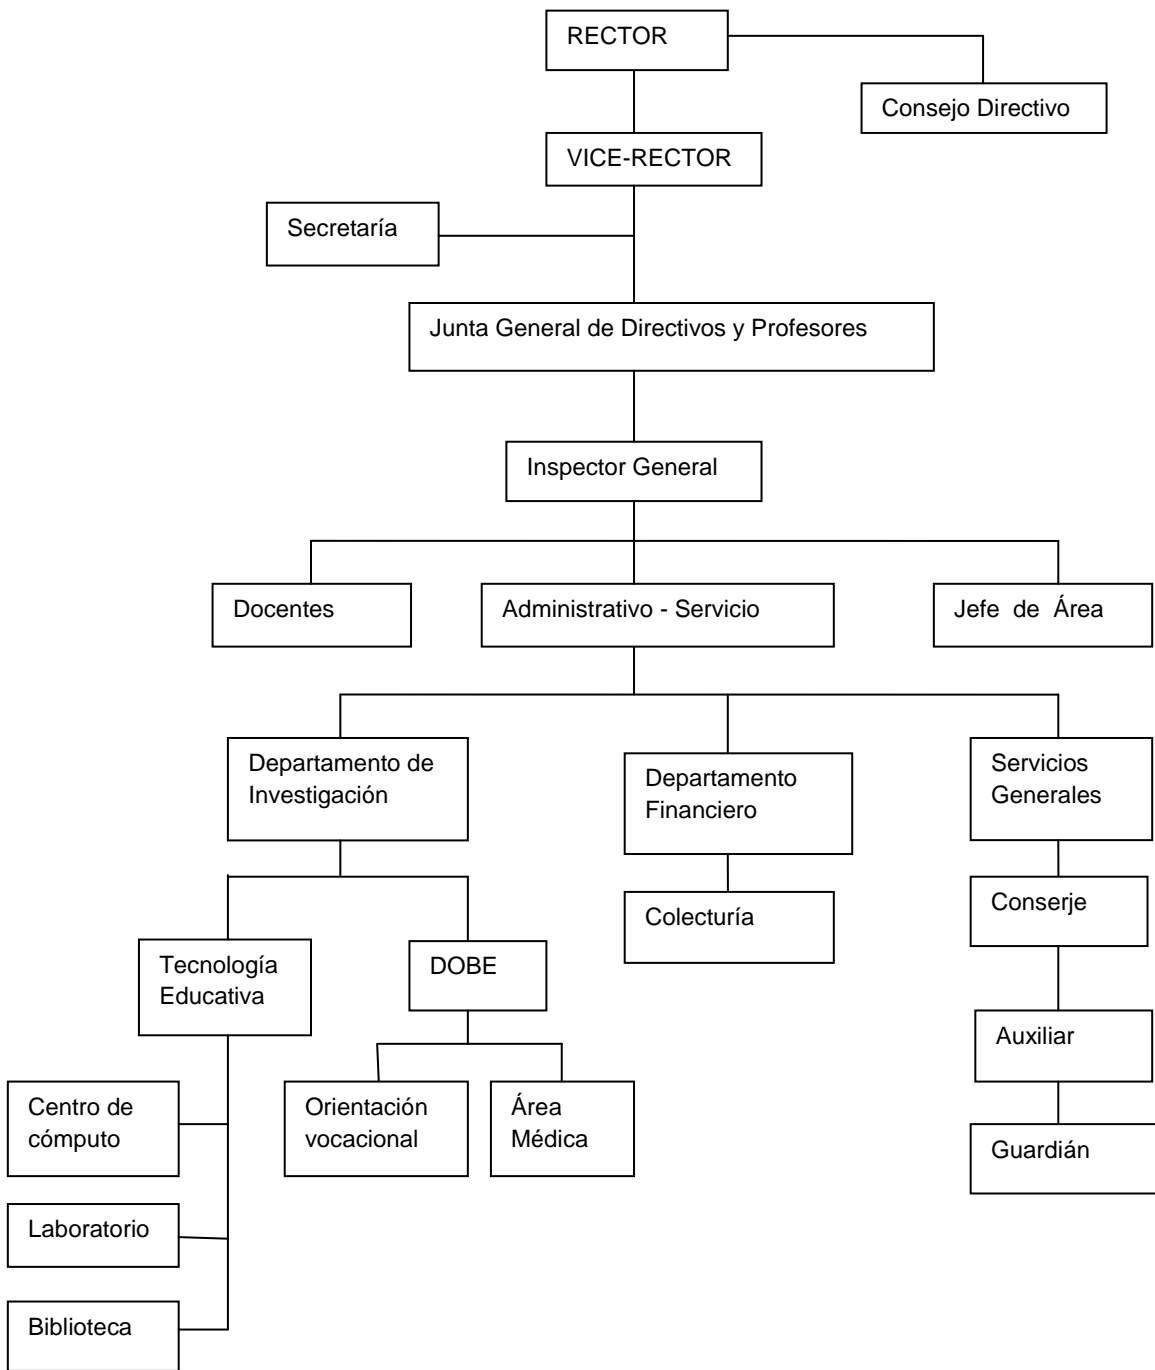 RECTOR
Consejo Directivo
VICE-RECTOR
Secretaría
Junta General de Directivos y Profesores
Inspector General
Docentes
Administrativo - Servicio
Jefe de Área
Departamento de
Investigación
Departamento
Financiero
Servicios
Generales
Colecturía
Conserje
Tecnología
Educativa
DOBE
Auxiliar
Centro de
cómputo
Orientación
vocacional
Área
Médica
Guardián
Laboratorio
Biblioteca